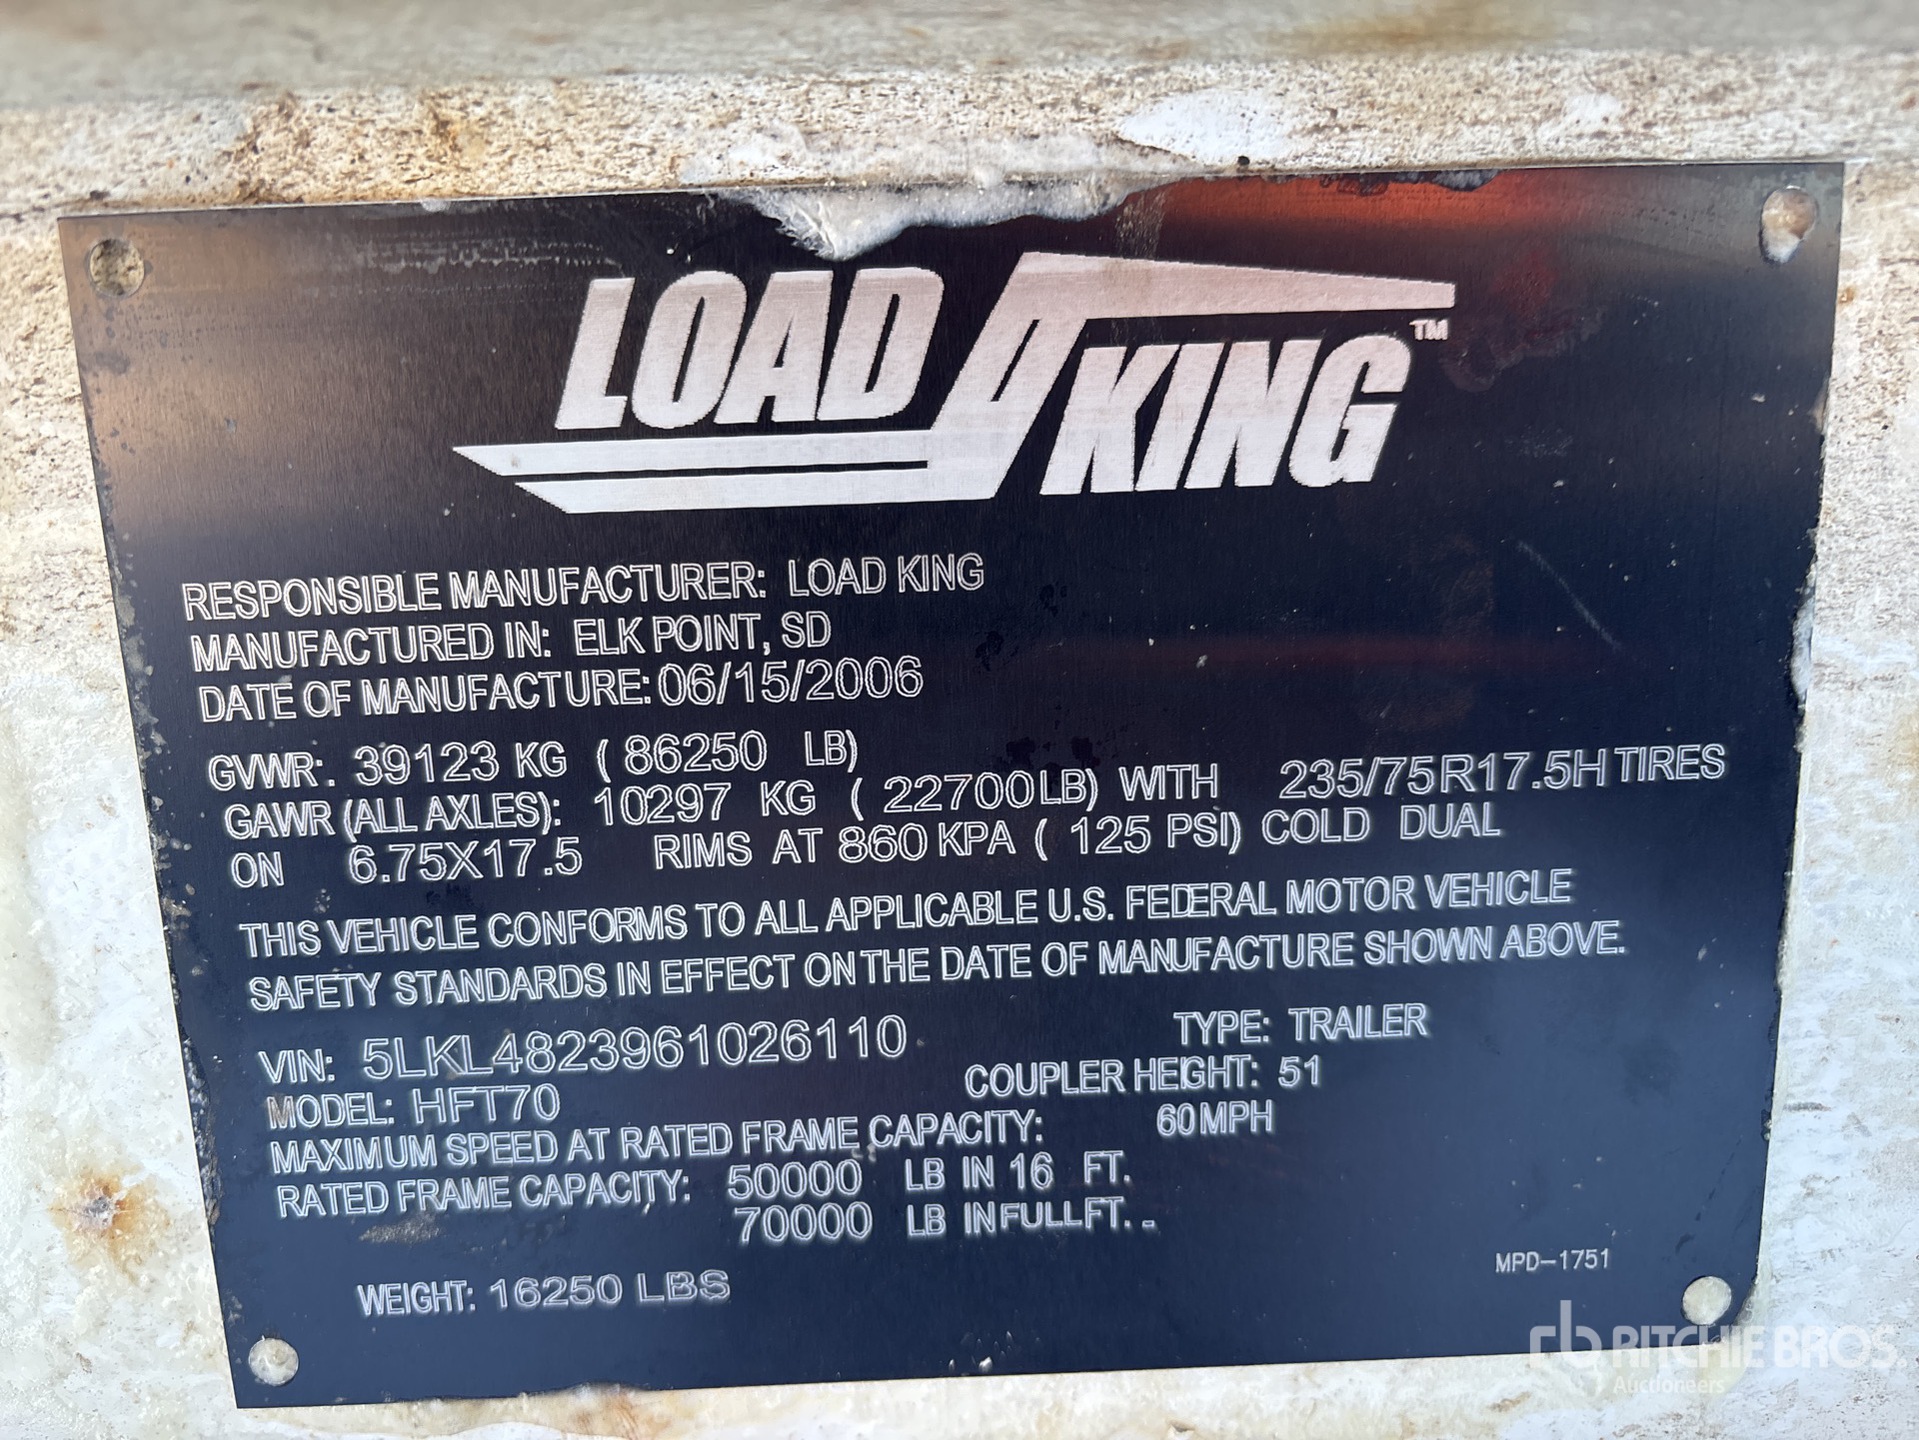 LOAD KING™
RESPONSIBLE MANUFACTURER: LOAD KING
MANUFACTURED IN: ELK POINT, SD
DATE OF MANUFACTURE: 06/15/2006
GVWR: 39123 KG ( 86250 LB)
GAWR (ALL AXLES): 10297 KG ( 22700LB) WITH 235/75R17.5H TIRES
ON 6.75X17.5 RIMS AT 860 KPA ( 125 PSI) COLD DUAL
THIS VEHICLE CONFORMS TO ALL APPLICABLE U.S. FEDERAL MOTOR VEHICLE
SAFETY STANDARDS IN EFFECT ON THE DATE OF MANUFACTURE SHOWN ABOVE.
VIN: 5LKL4823961026110 TYPE: TRAILER
MODEL: HFT70 COUPLER HEIGHT: 51
MAXIMUM SPEED AT RATED FRAME CAPACITY: 60 MPH
RATED FRAME CAPACITY: 50000 LB IN 16 FT.
70000 LB IN FULL FT. -
WEIGHT: 16250 LBS
MPD-1751
rb RITCHIE BROS.
Auctioneers